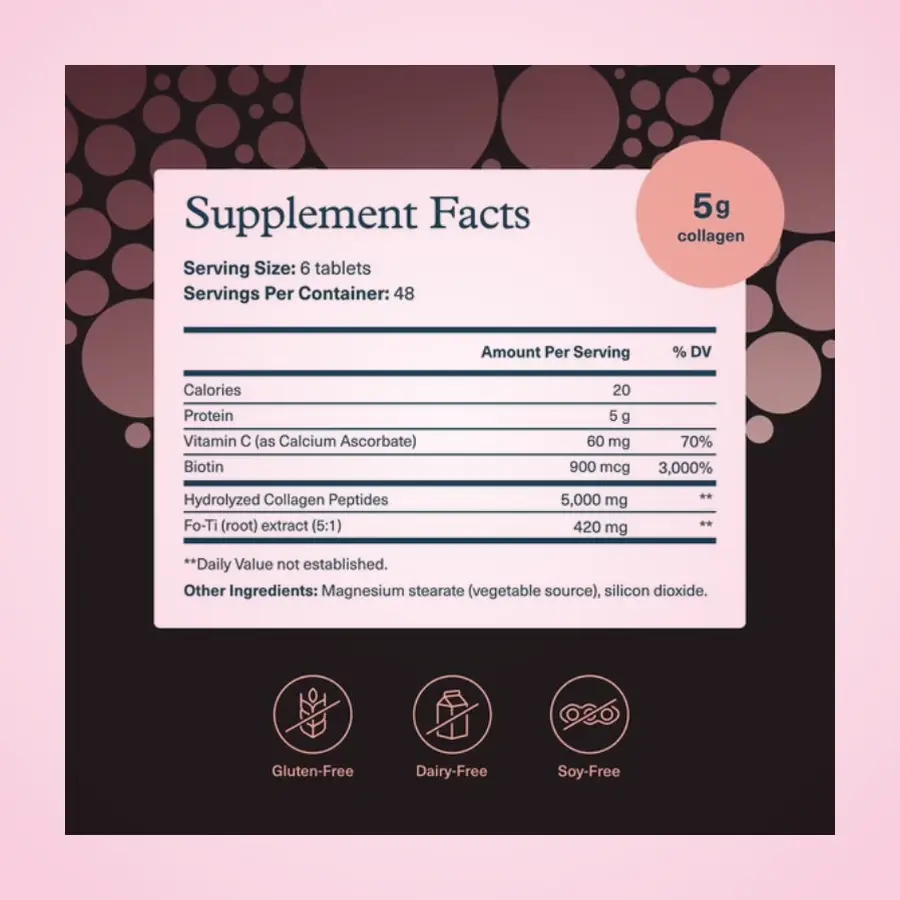 5g
collagen
Supplement Facts
Serving Size: 6 tablets
Servings Per Container: 48
Amount Per Serving % DV
Calories 20
Protein 5 g
Vitamin C (as Calcium Ascorbate) 60 mg 70%
Biotin 900 mcg 3,000%
Hydrolyzed Collagen Peptides 5,000 mg **
Fo-Ti (root) extract (5:1) 420 mg **
**Daily Value not established.
Other Ingredients: Magnesium stearate (vegetable source), silicon dioxide.
Gluten-Free Dairy-Free Soy-Free